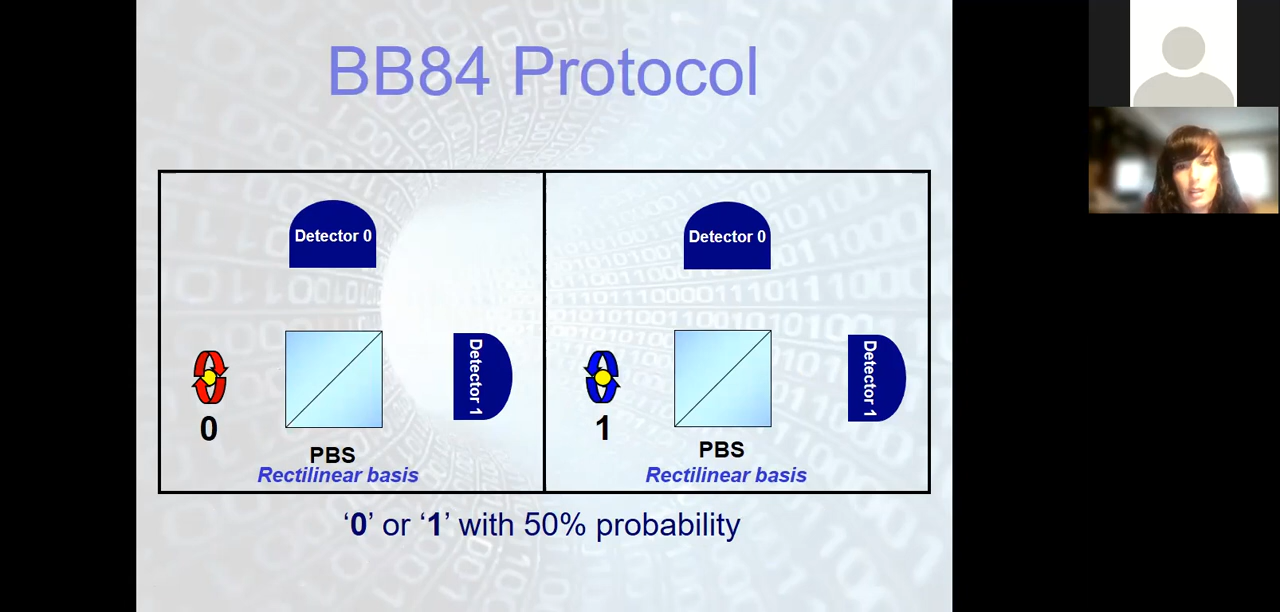 BB84 Protocol
Detector 0
Detector 1
0
PBS
Rectilinear basis
Detector 0
Detector 1
1
PBS
Rectilinear basis
‘0’ or ‘1’ with 50% probability